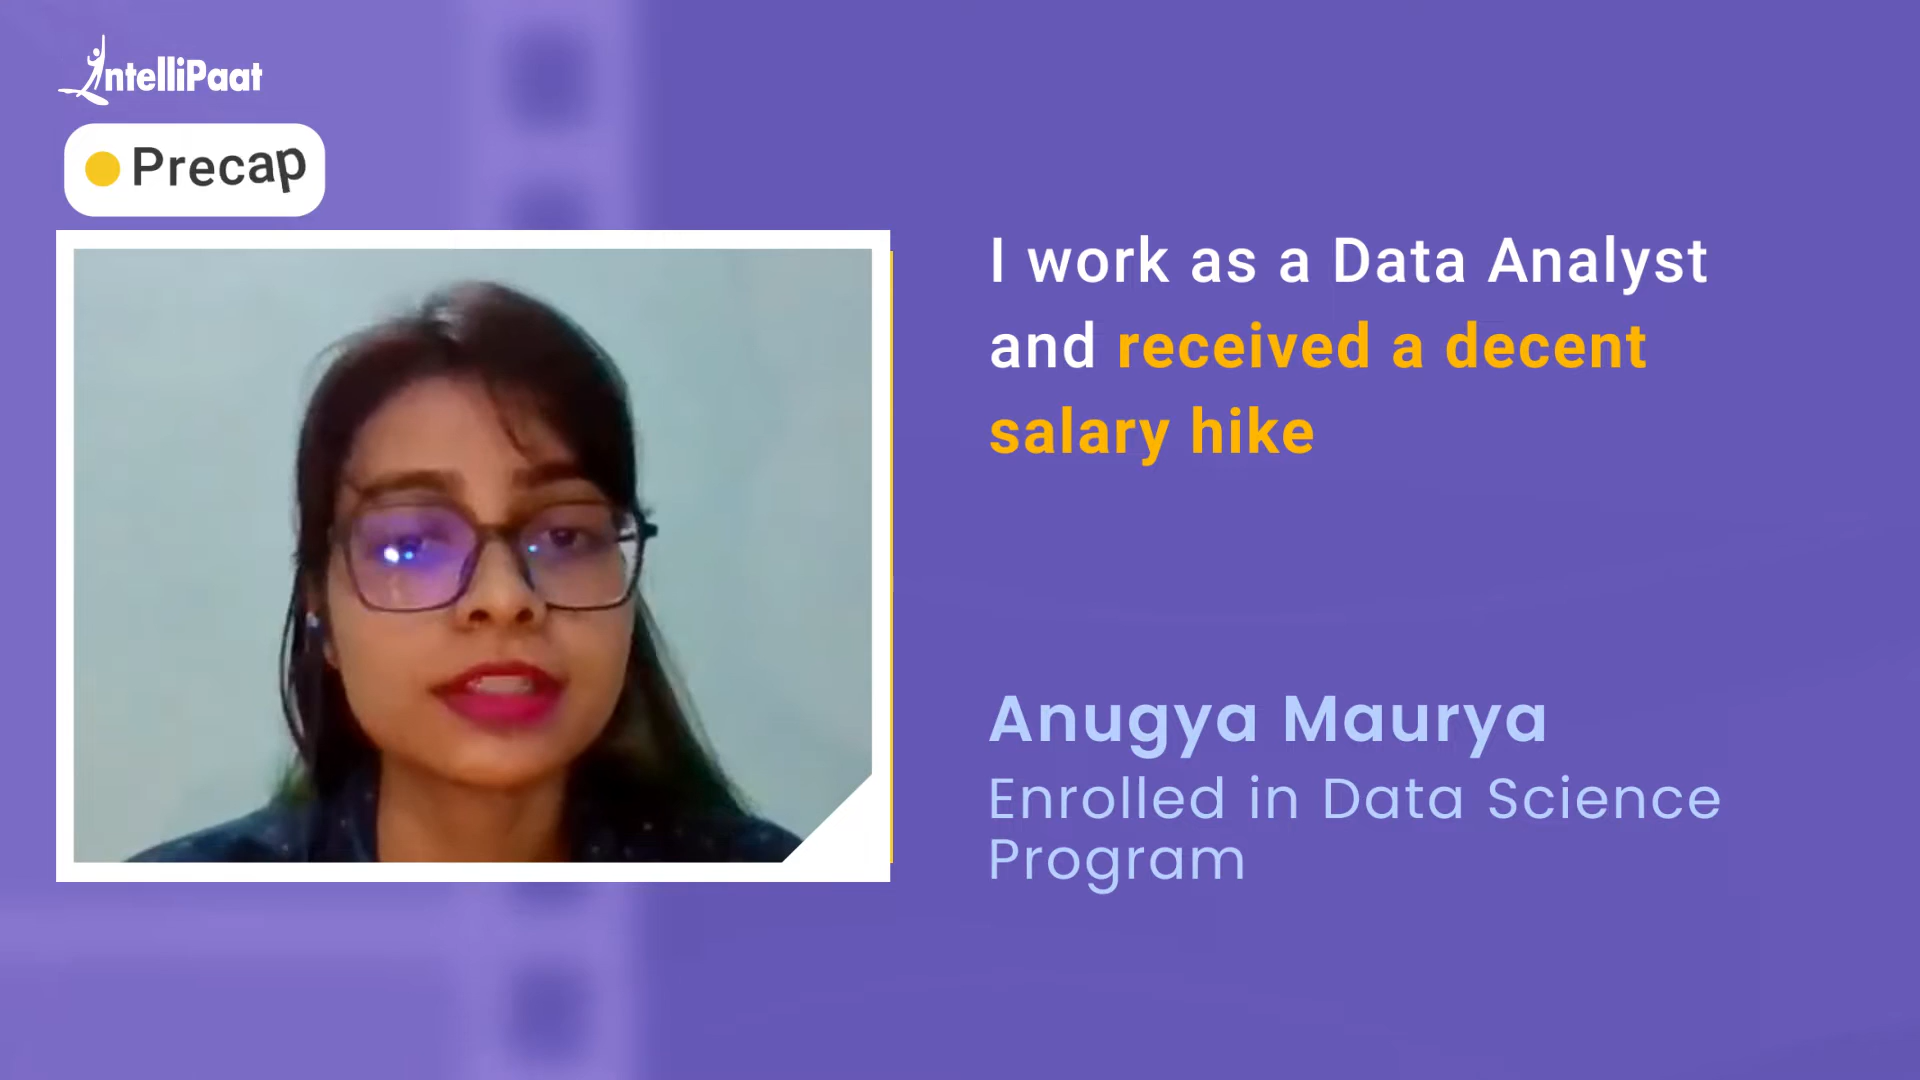 IntelliPaat
Precap
I work as a Data Analyst
and received a decent
salary hike
Anugya Maurya
Enrolled in Data Science
Program